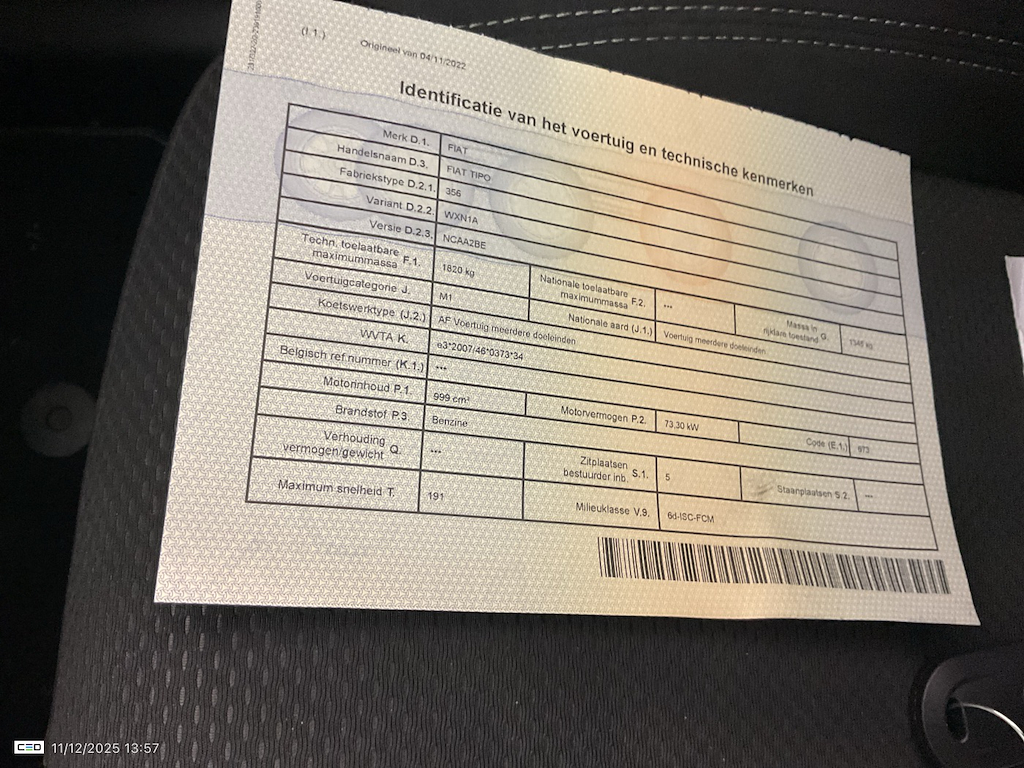 (I.1.)
Origineel van 04/11/2022
Identificatie van het voertuig en technische kenmerken
Merk D.1. FIAT
Handelsnaam D.3. FIAT TIPO
Fabriekstype D.2.1. 356
Variant D.2.2. WXN1A
Versie D.2.3. NCAA2BE
Techn. toelaatbare
maximummassa F.1. 1820 kg
Nationale toelaatbare
maximummassa F.2. ---
Massa in
rijklare toestand G.
Voertuigcategorie J. M1
Nationale aard (J.1.) Voertuig meerdere doeleinden
Koetswerktype (J.2.) AF Voertuig meerdere doeleinden
WVTA K. e3*2007/46*0373*34
Belgisch ref.nummer (K.1.) ---
Motorinhoud P.1. 999 cm³
Motorvermogen P.2. 73,30 kW
Code (E.1.) 973
Brandstof P.3. Benzine
Verhouding
vermogen/gewicht Q. ---
Zitplaatsen
bestuurder inb. S.1. 5
Staanplaatsen S.2. ---
Maximum snelheid T. 191
Milieuklasse V.9. 6d-ISC-FCM
CEO 11/12/2025 13:57